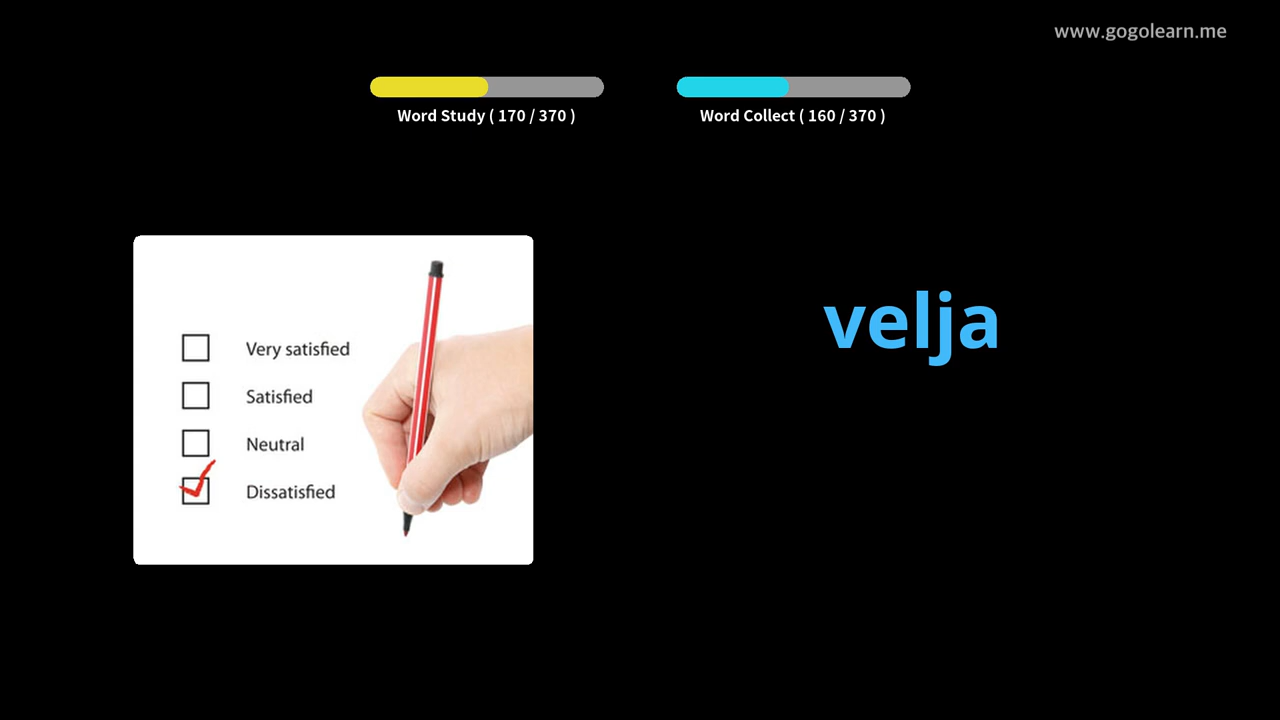 www.gogolearn.me
Word Study ( 170 / 370 )
Word Collect ( 160 / 370 )
velja
Very satisfied
Satisfied
Neutral
Dissatisfied